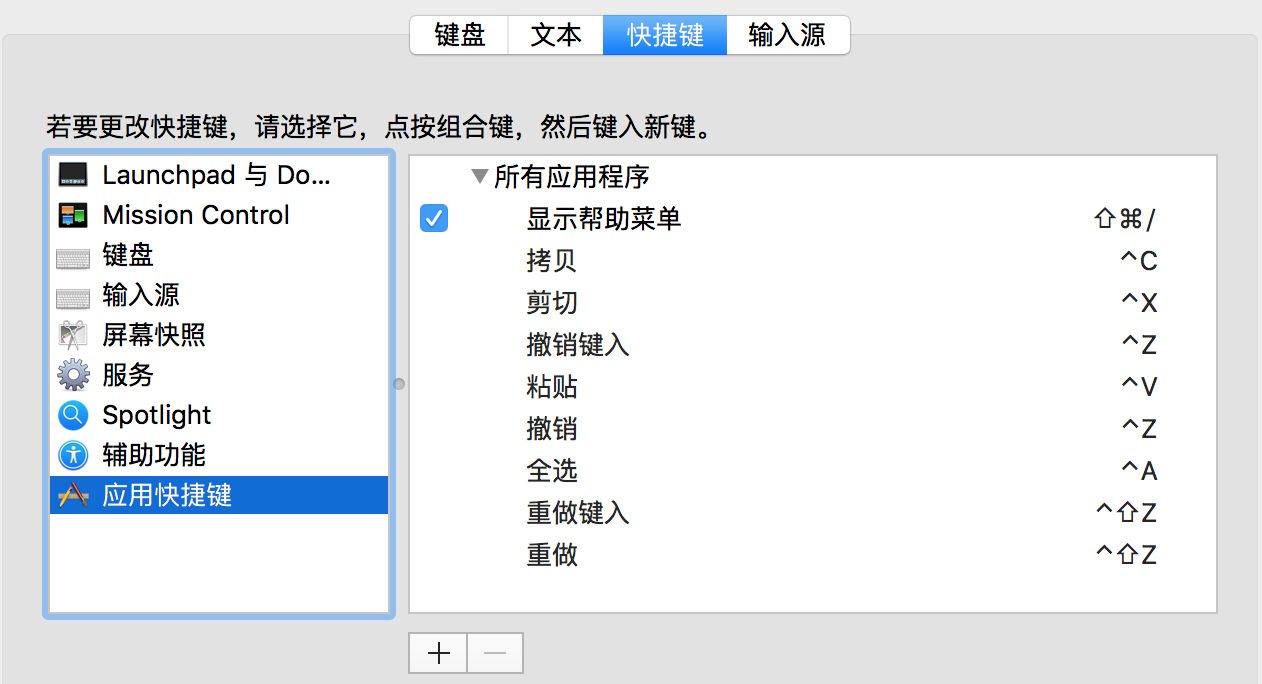 键盘 文本 快捷键 输入源
若要更改快捷键，请选择它，点按组合键，然后键入新键。
Launchpad 与 Do...
Mission Control
键盘
输入源
屏幕快照
服务
Spotlight
辅助功能
应用快捷键
所有应用程序
显示帮助菜单 ⇧⌘/
拷贝 ^C
剪切 ^X
撤销键入 ^Z
粘贴 ^V
撤销 ^Z
全选 ^A
重做键入 ^⇧Z
重做 ^⇧Z